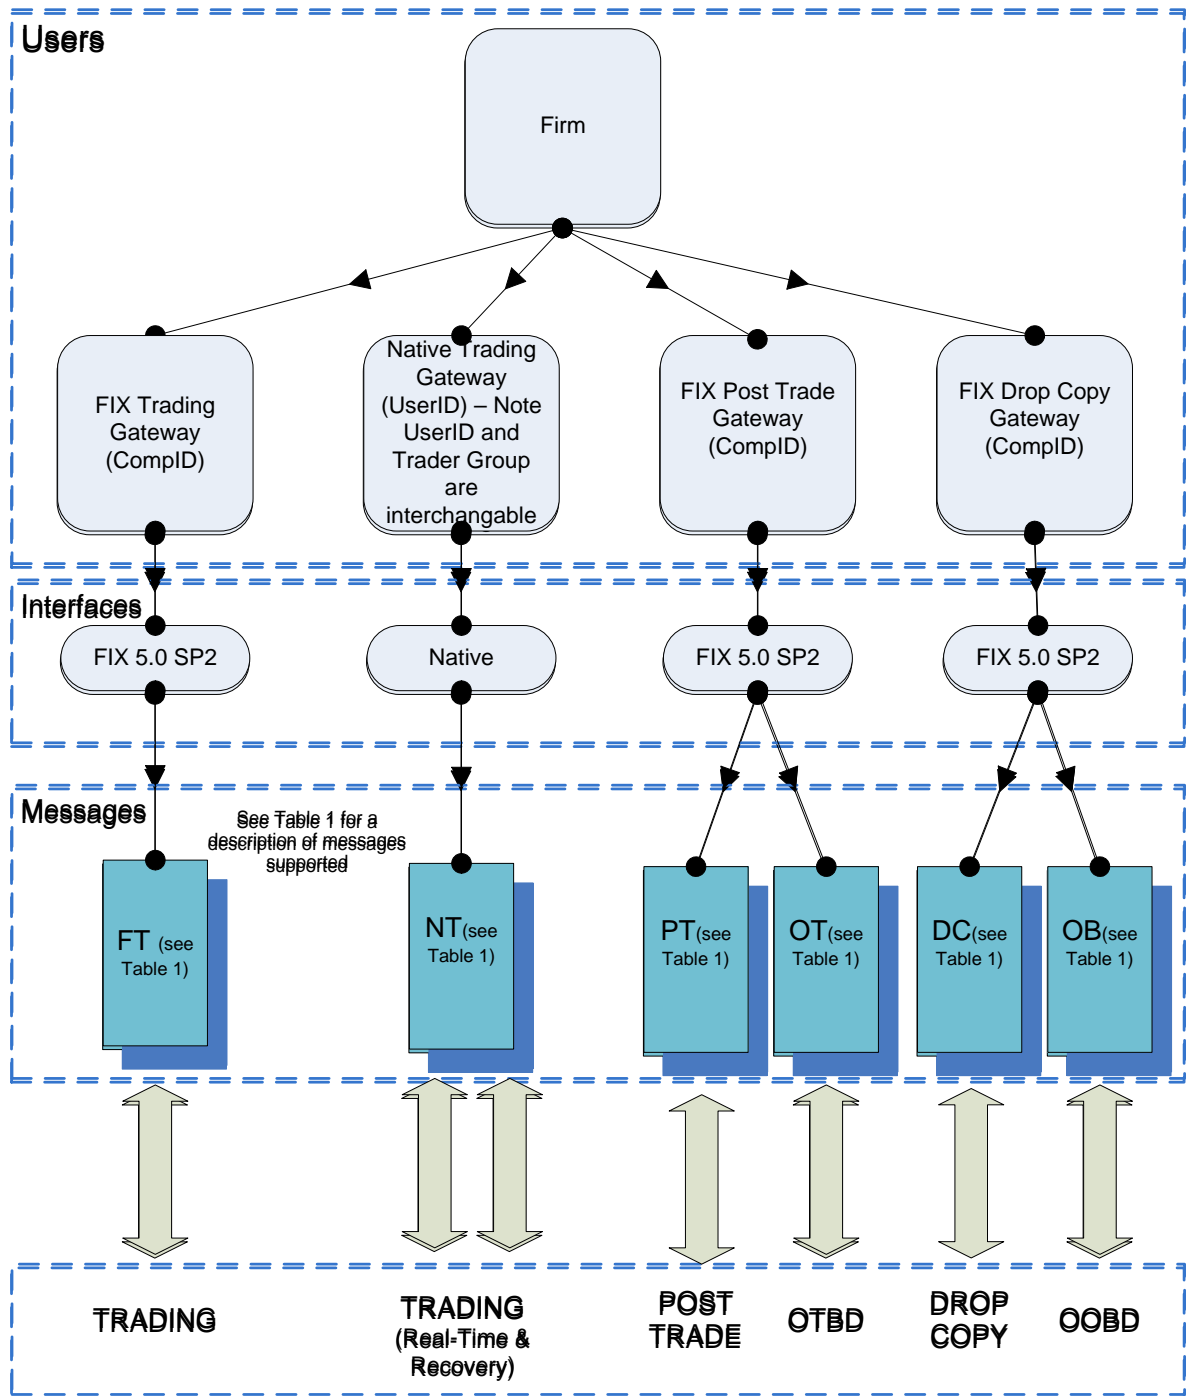 Users
Firm
FIX Trading
Gateway
(CompID)
Native Trading
Gateway
(UserID) – Note
UserID and
Trader Group
are
interchangable
FIX Post Trade
Gateway
(CompID)
FIX Drop Copy
Gateway
(CompID)
Interfaces
FIX 5.0 SP2
Native
FIX 5.0 SP2
FIX 5.0 SP2
Messages
See Table 1 for a
description of messages
supported
FT (see
Table 1)
NT(see
Table 1)
PT(see
Table 1)
OT(see
Table 1)
DC(see
Table 1)
OB(see
Table 1)
TRADING
TRADING
(Real-Time &
Recovery)
POST
TRADE
OTBD
DROP
COPY
OOBD